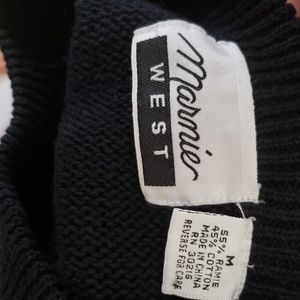 Marnie
WEST
M
55% RAMIE
45% COTTON
MADE IN CHINA
RN 30216
REVERSE FOR CARE